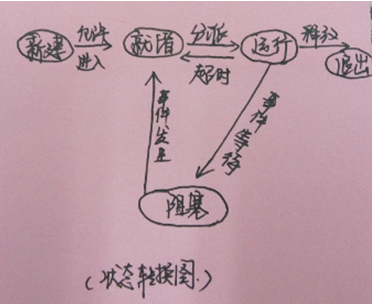 新建 允许 就绪 分派 运行 释放 退出
进入 超时
事件发生 事件等待
阻塞
(状态转换图.)